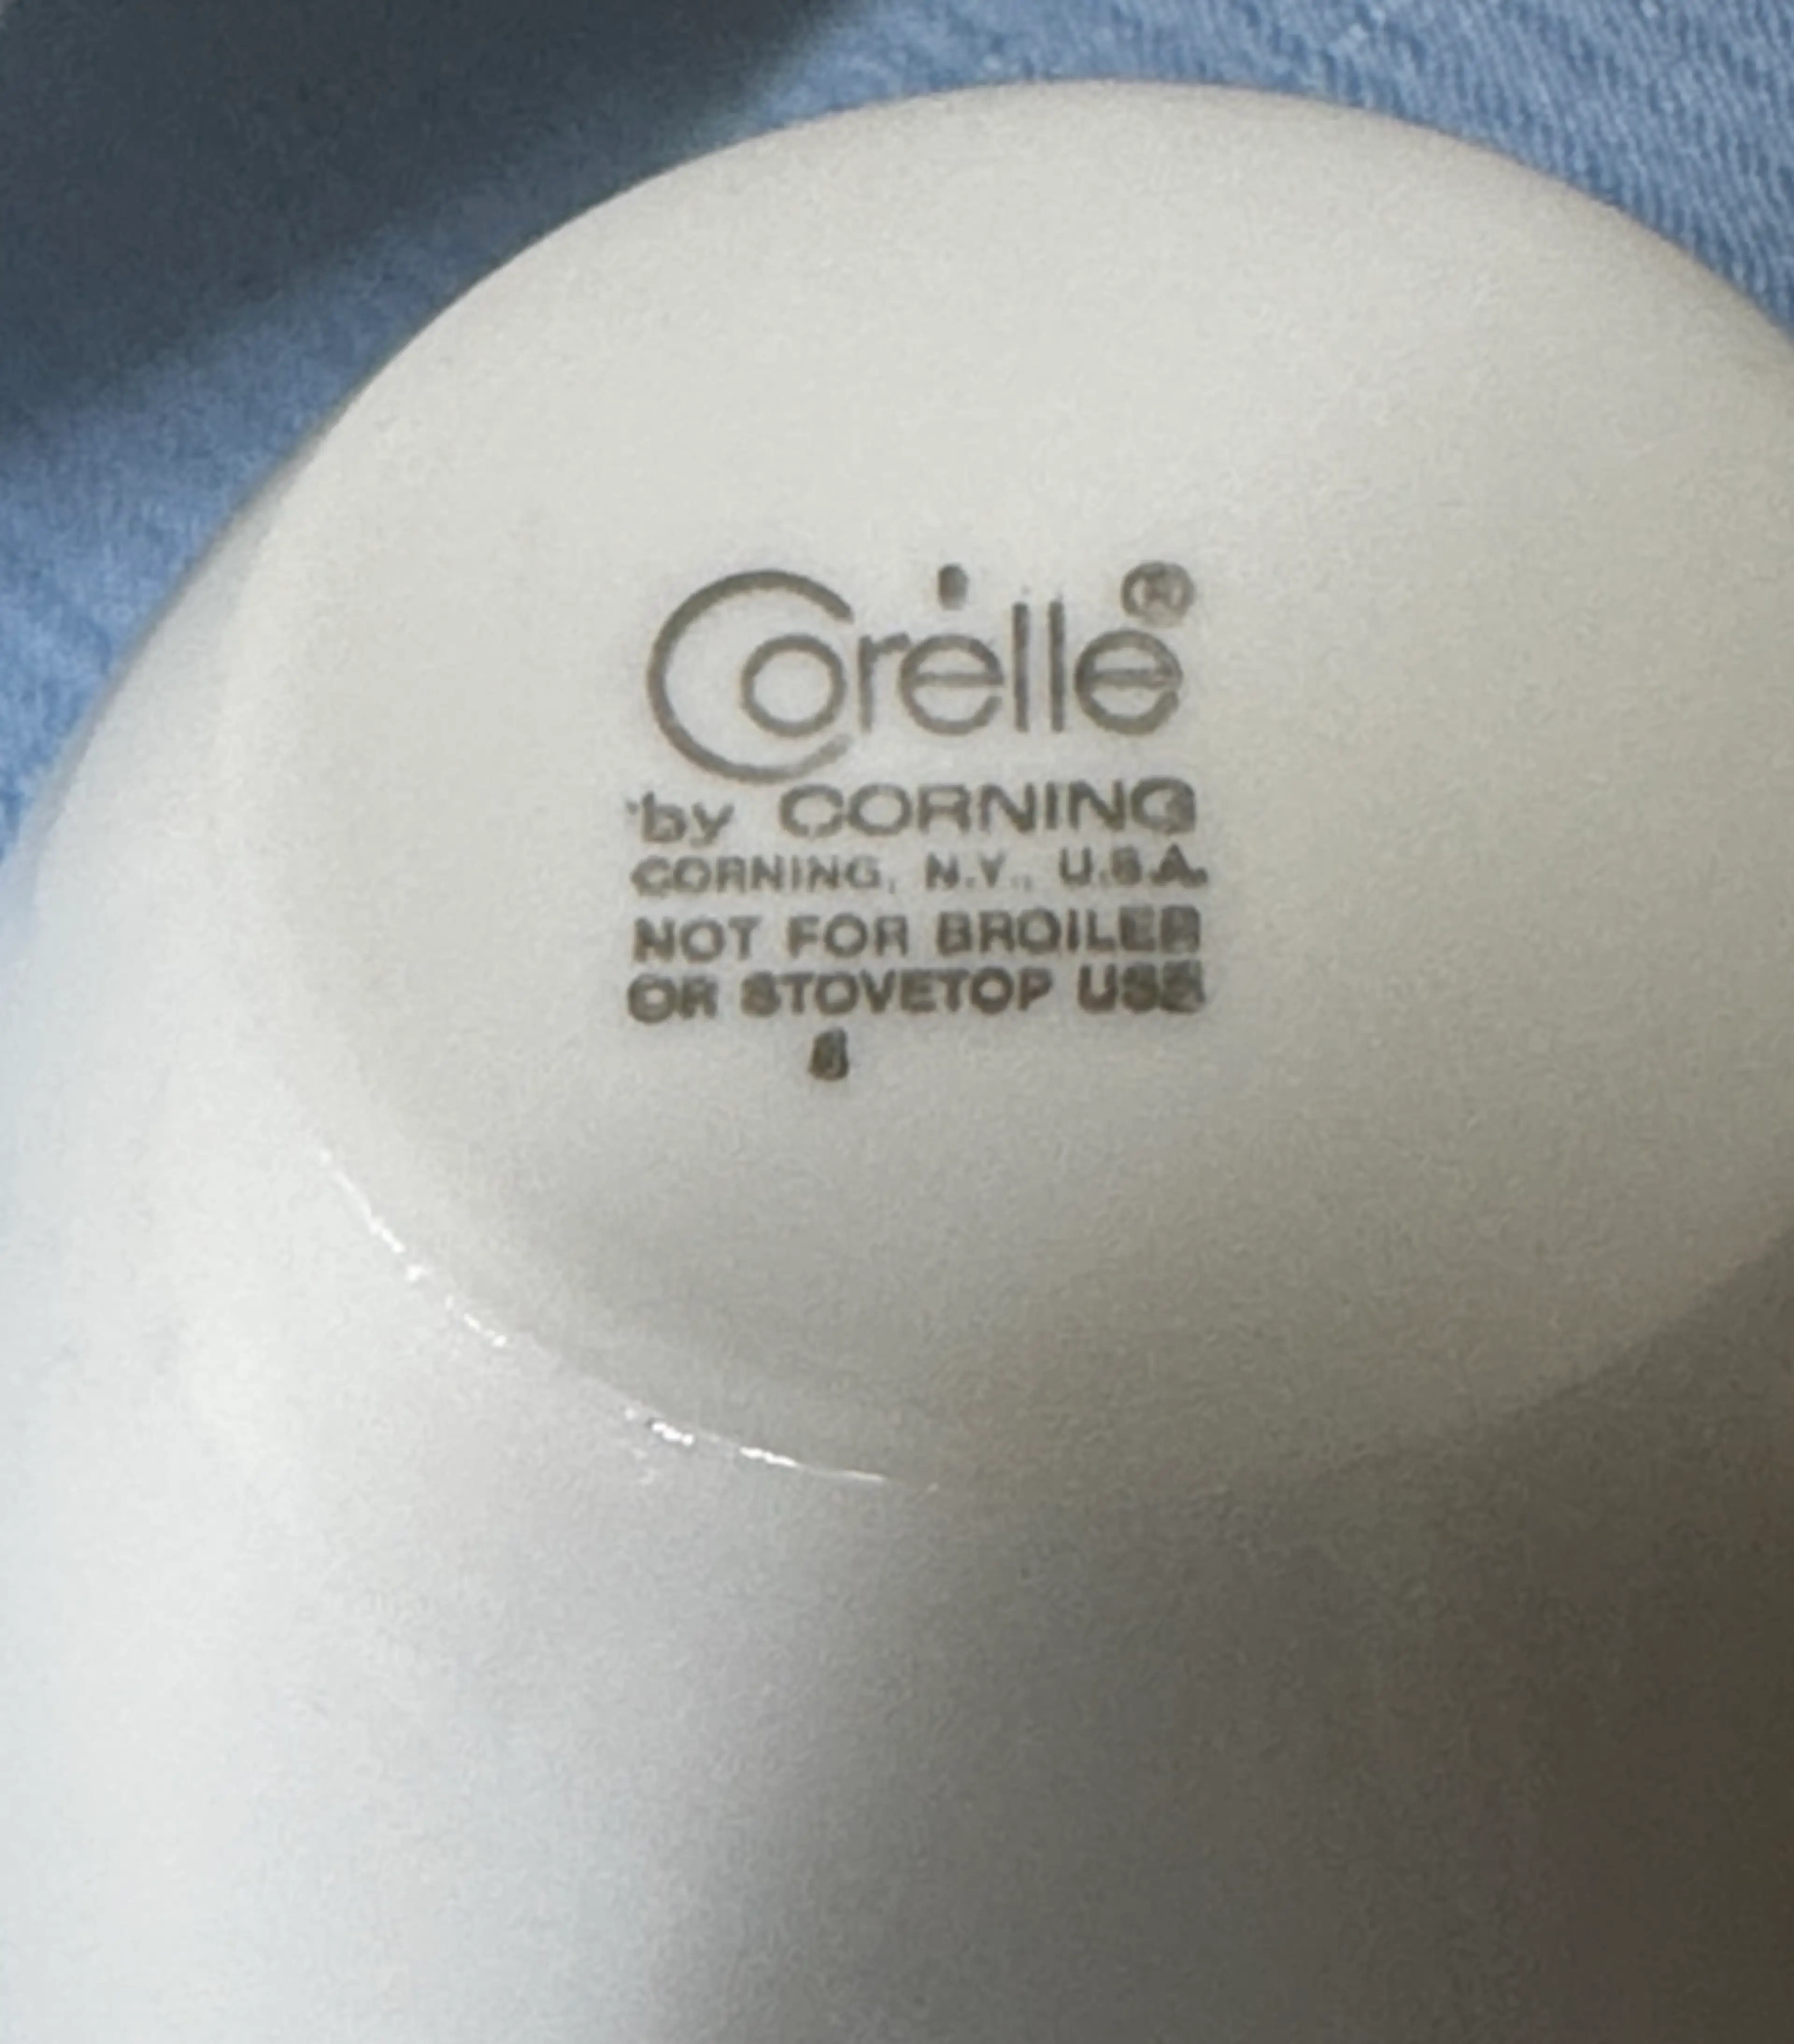 Corelle®
by CORNING
CORNING, N.Y., U.S.A.
NOT FOR BROILER
OR STOVETOP USE